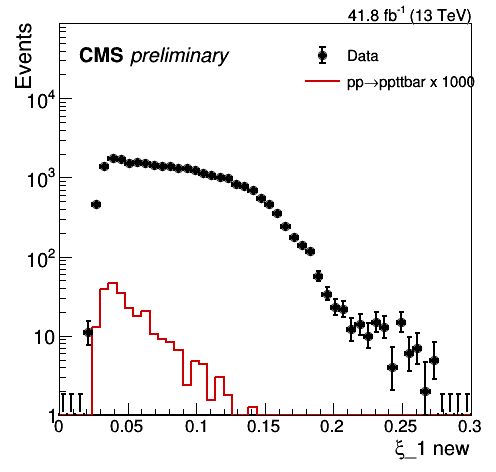 41.8 fb⁻¹ (13 TeV)
Events
CMS preliminary
Data
pp→ppttbar x 1000
10⁴
10³
10²
10
1
0 0.05 0.1 0.15 0.2 0.25 0.3
ξ_1 new